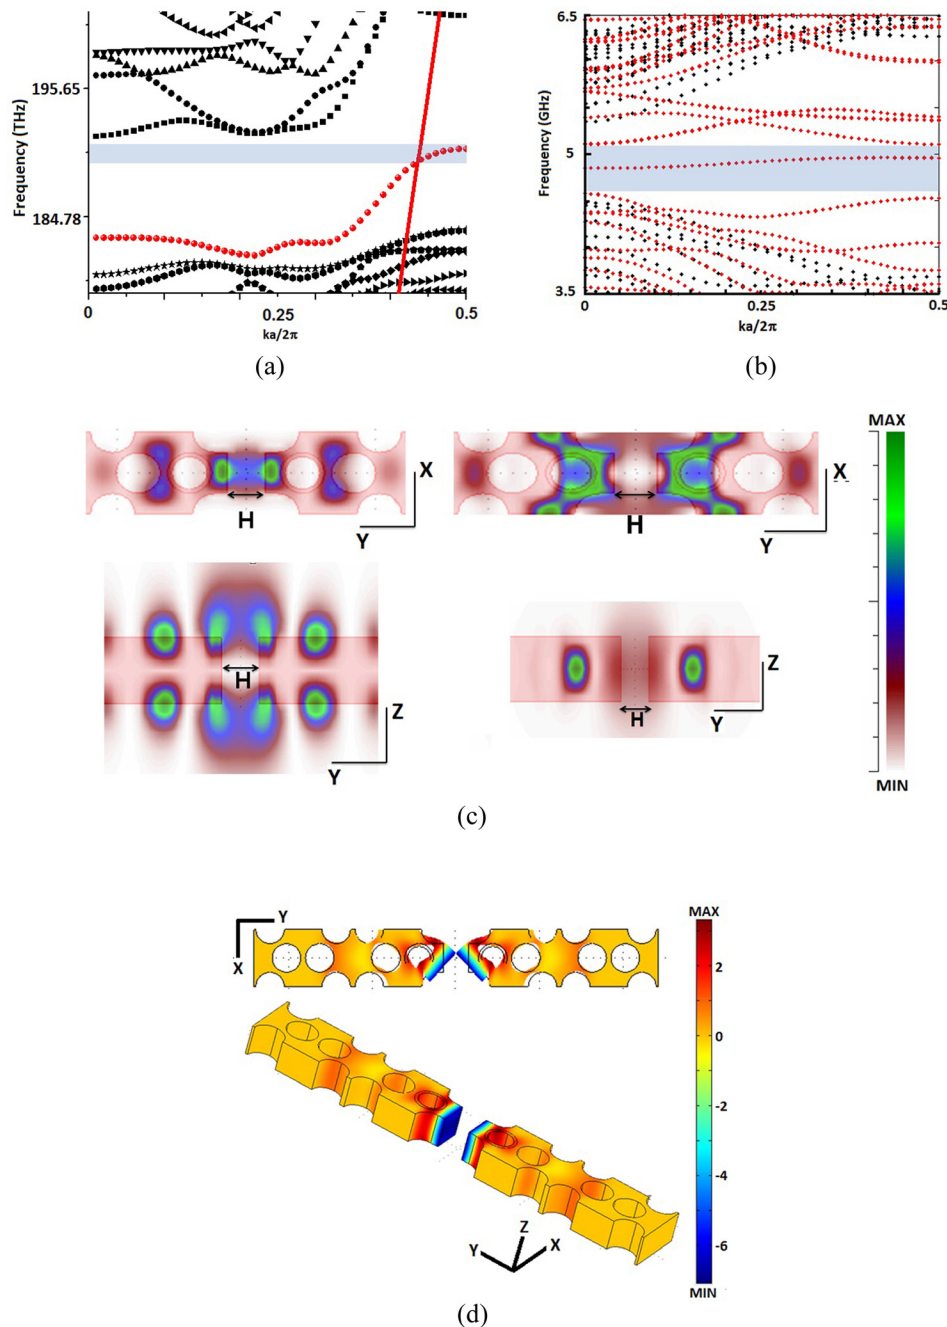 Frequency (THz)
195.65
184.78
0
0.25
0.5
ka/2π
(a)
Frequency (GHz)
6.5
5
3.5
0
0.25
0.5
ka/2π
(b)
H
X
Y
H
X
Y
H
Z
Y
H
Z
Y
MAX
MIN
(c)
Y
X
Z
Y
X
MAX
2
0
-2
-4
-6
MIN
(d)